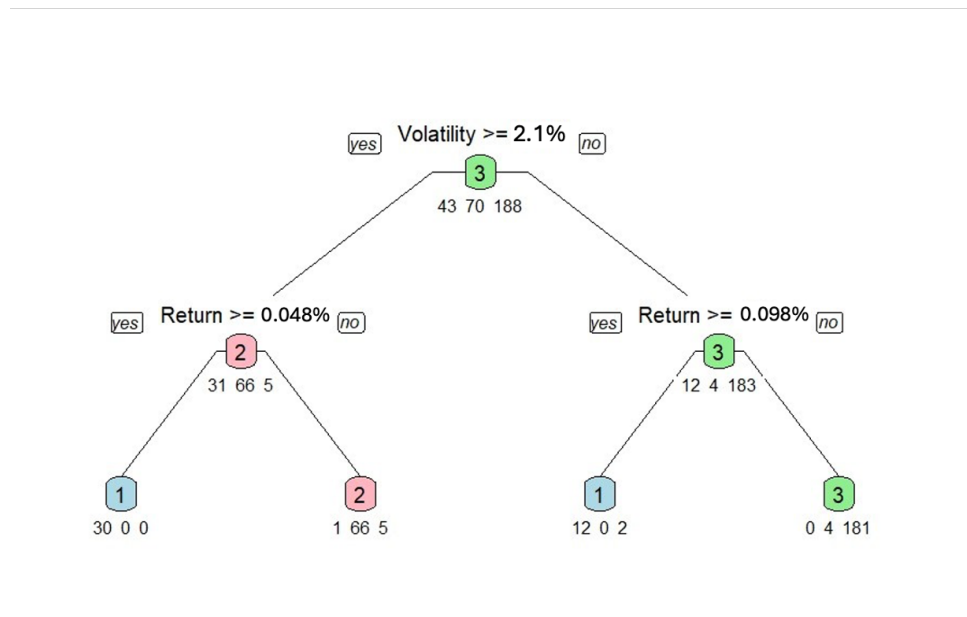 yes Volatility >= 2.1% no
3
43 70 188
yes Return >= 0.048% no
2
31 66 5
yes Return >= 0.098% no
3
12 4 183
1
30 0 0
2
1 66 5
1
12 0 2
3
0 4 181